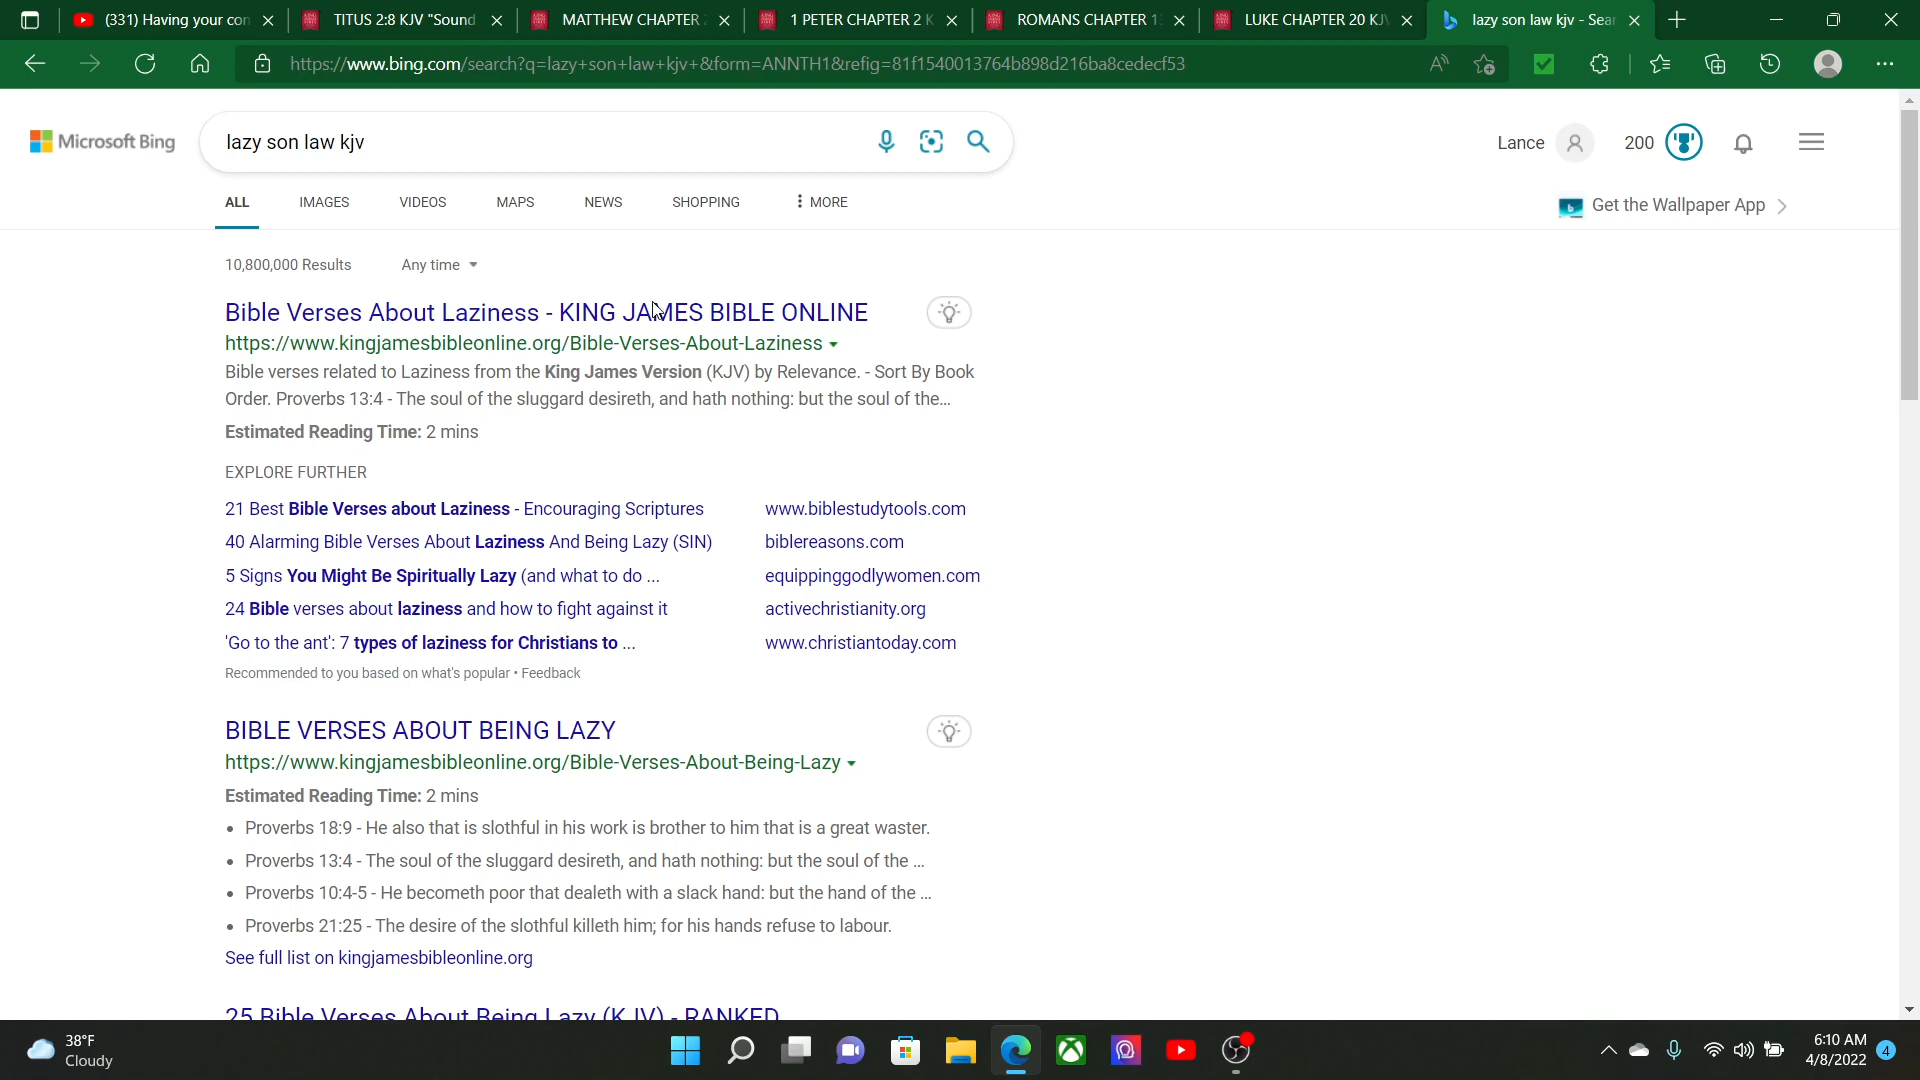 (331) Having your con
TITUS 2:8 KJV "Sound
MATTHEW CHAPTER 2
1 PETER CHAPTER 2 K
ROMANS CHAPTER 1
LUKE CHAPTER 20 KJV
lazy son law kjv - Sear
https://www.bing.com/search?q=lazy+son+law+kjv+&form=ANNTH1&refig=81f1540013764b898d216ba8cedecf53
Microsoft Bing
lazy son law kjv
Lance
200
ALL
IMAGES
VIDEOS
MAPS
NEWS
SHOPPING
MORE
Get the Wallpaper App
10,800,000 Results
Any time
Bible Verses About Laziness - KING JAMES BIBLE ONLINE
https://www.kingjamesbibleonline.org/Bible-Verses-About-Laziness
Bible verses related to Laziness from the King James Version (KJV) by Relevance. - Sort By Book
Order. Proverbs 13:4 - The soul of the sluggard desireth, and hath nothing: but the soul of the...
Estimated Reading Time: 2 mins
EXPLORE FURTHER
21 Best Bible Verses about Laziness - Encouraging Scriptures www.biblestudytools.com
40 Alarming Bible Verses About Laziness And Being Lazy (SIN) biblereasons.com
5 Signs You Might Be Spiritually Lazy (and what to do ... equippinggodlywomen.com
24 Bible verses about laziness and how to fight against it activechristianity.org
'Go to the ant': 7 types of laziness for Christians to ... www.christiantoday.com
Recommended to you based on what's popular • Feedback
BIBLE VERSES ABOUT BEING LAZY
https://www.kingjamesbibleonline.org/Bible-Verses-About-Being-Lazy
Estimated Reading Time: 2 mins
• Proverbs 18:9 - He also that is slothful in his work is brother to him that is a great waster.
• Proverbs 13:4 - The soul of the sluggard desireth, and hath nothing: but the soul of the ...
• Proverbs 10:4-5 - He becometh poor that dealeth with a slack hand: but the hand of the ...
• Proverbs 21:25 - The desire of the slothful killeth him; for his hands refuse to labour.
See full list on kingjamesbibleonline.org
25 Bible Verses About Being Lazy (KJV) - RANKED
38°F
Cloudy
6:10 AM
4/8/2022
4